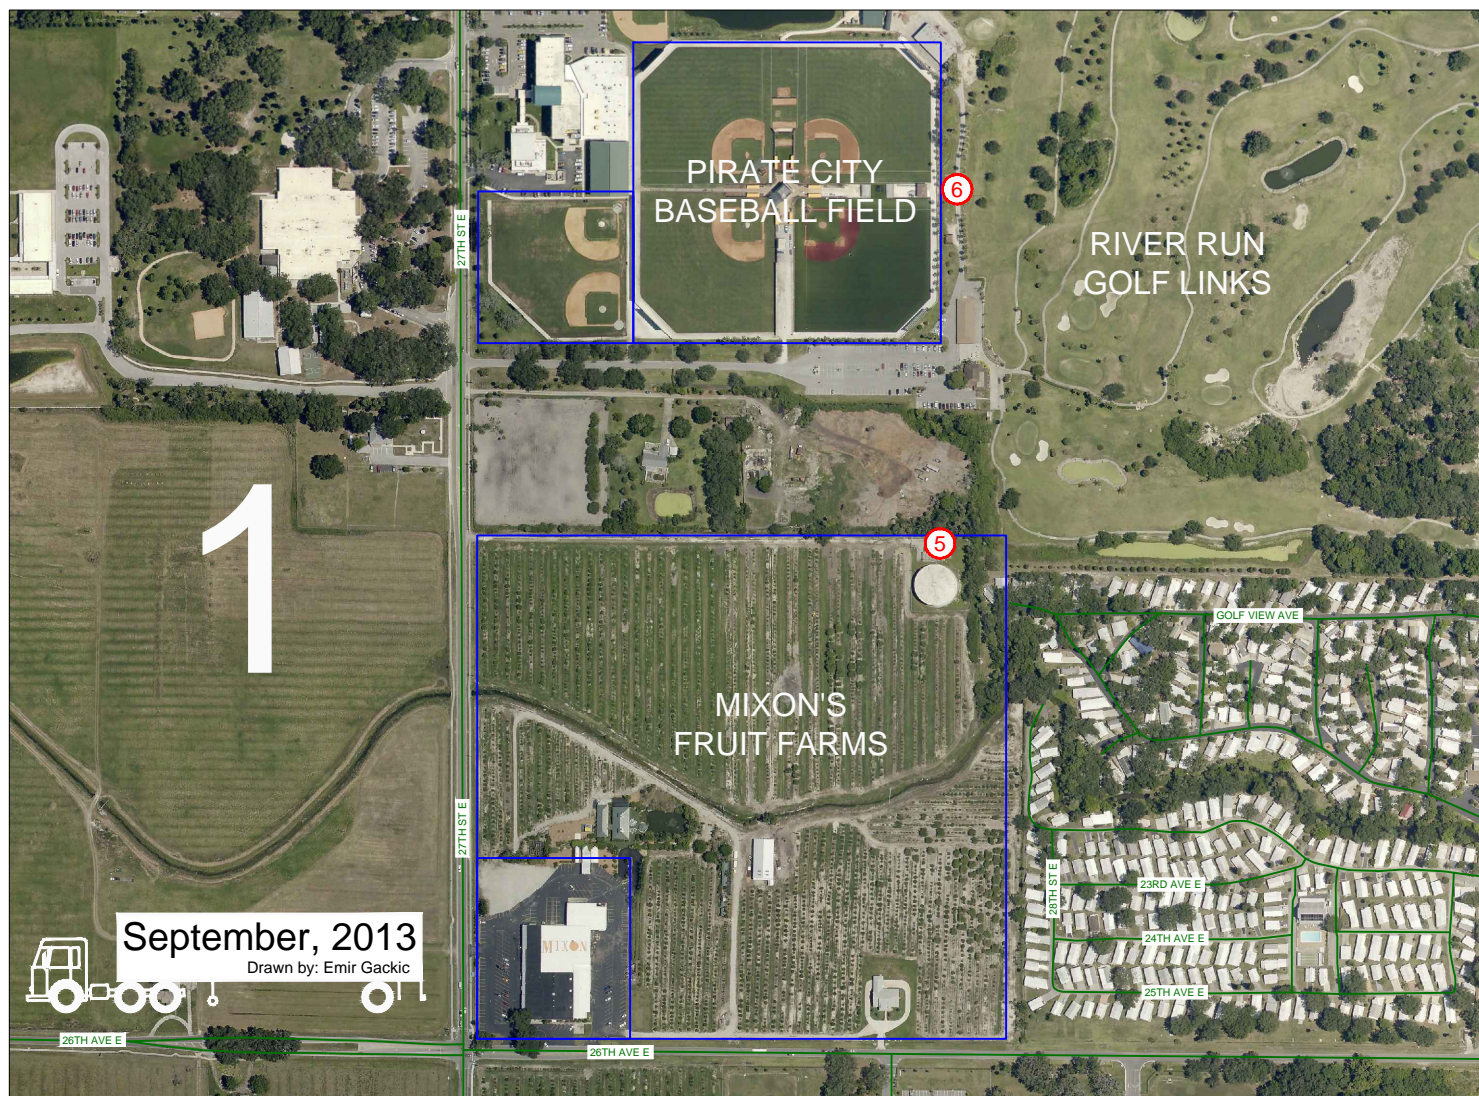 PIRATE CITY
BASEBALL FIELD
6
27TH ST E
RIVER RUN
GOLF LINKS
1
5
GOLF VIEW AVE
MIXON'S
FRUIT FARMS
27TH ST E
28TH ST E
23RD AVE E
September, 2013
Drawn by: Emir Gackic
MIXON
24TH AVE E
25TH AVE E
26TH AVE E
26TH AVE E